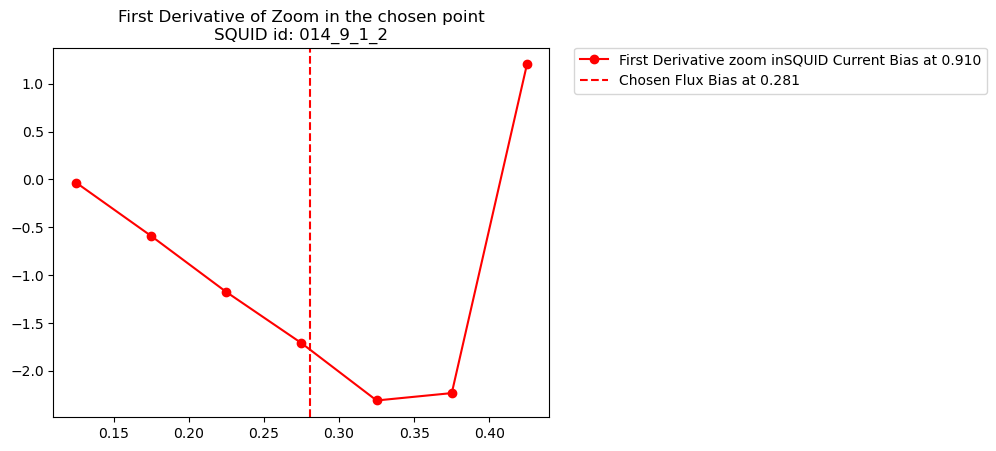 First Derivative of Zoom in the chosen point
SQUID id: 014_9_1_2
First Derivative zoom inSQUID Current Bias at 0.910
Chosen Flux Bias at 0.281
1.0
0.5
0.0
−0.5
−1.0
−1.5
−2.0
0.15 0.20 0.25 0.30 0.35 0.40